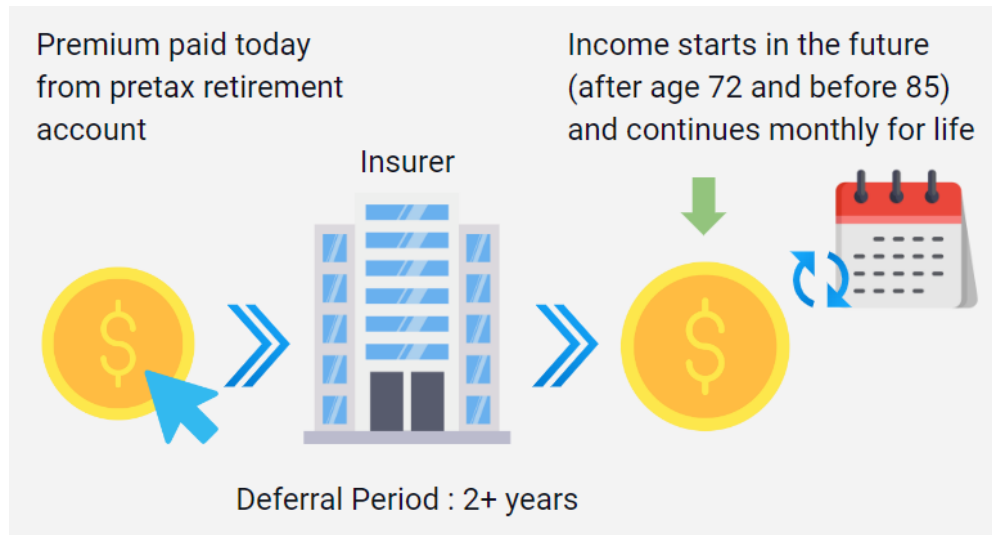 Premium paid today
from pretax retirement
account
Income starts in the future
(after age 72 and before 85)
and continues monthly for life
Insurer
$
$
Deferral Period : 2+ years